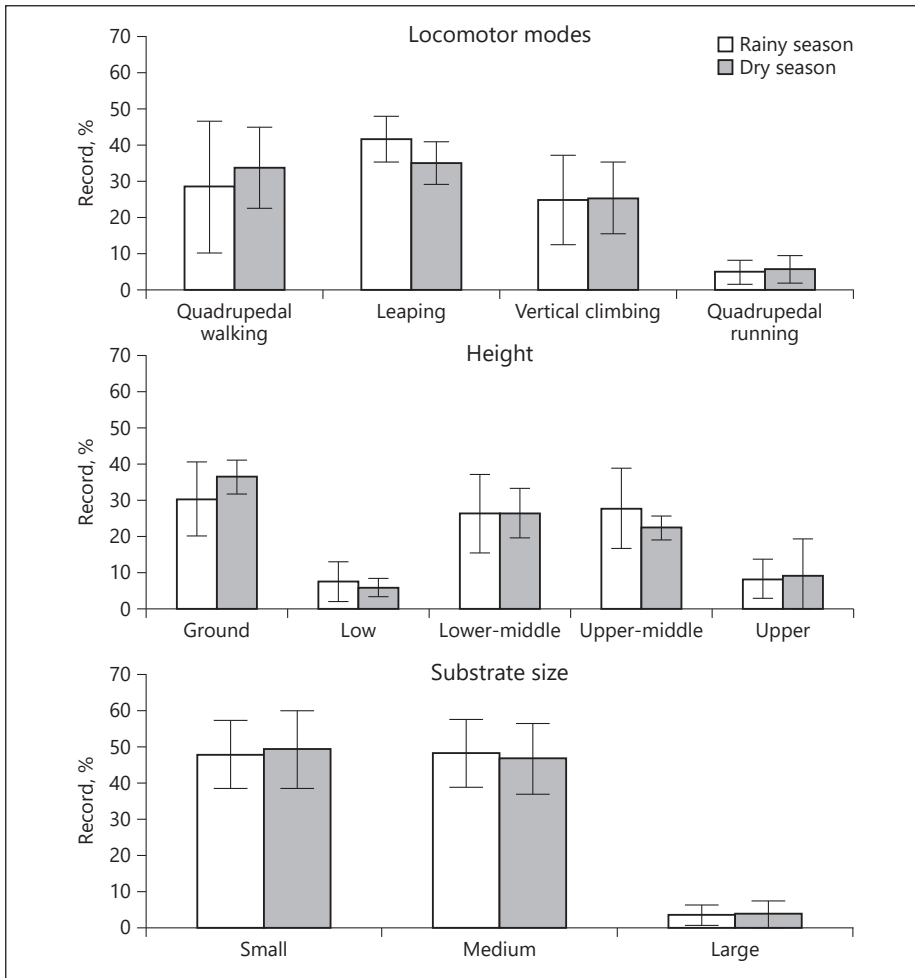 Locomotor modes
Rainy season
Dry season
Record, %
70
60
50
40
30
20
10
0
Quadrupedal walking
Leaping
Vertical climbing
Quadrupedal running
Height
Record, %
70
60
50
40
30
20
10
0
Ground
Low
Lower-middle
Upper-middle
Upper
Substrate size
Record, %
70
60
50
40
30
20
10
0
Small
Medium
Large